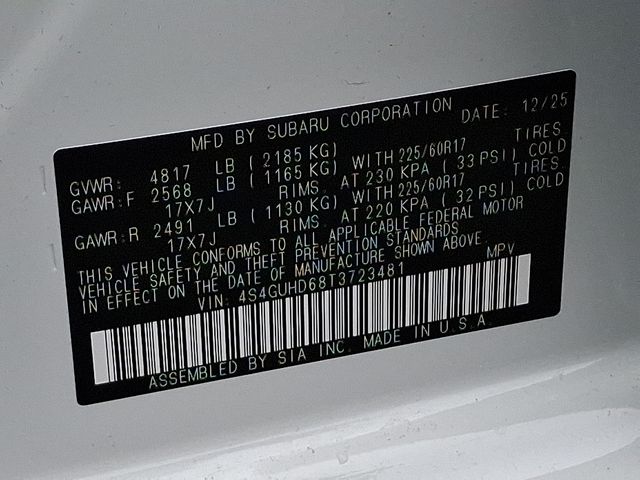 MFD BY SUBARU CORPORATION DATE: 12/25
GVWR: 4817 LB (2185 KG)
GAWR:F 2568 LB (1165 KG) WITH 225/60R17 TIRES
17X7J RIMS. AT 230 KPA (33 PSI) COLD
GAWR:R 2491 LB (1130 KG) WITH 225/60R17 TIRES
17X7J RIMS. AT 220 KPA (32 PSI) COLD
THIS VEHICLE CONFORMS TO ALL APPLICABLE FEDERAL MOTOR
VEHICLE SAFETY AND THEFT PREVENTION STANDARDS
IN EFFECT ON THE DATE OF MANUFACTURE SHOWN ABOVE.
VIN: 4S4GUHD68T3723481 MPV
ASSEMBLED BY SIA INC. MADE IN U.S.A.